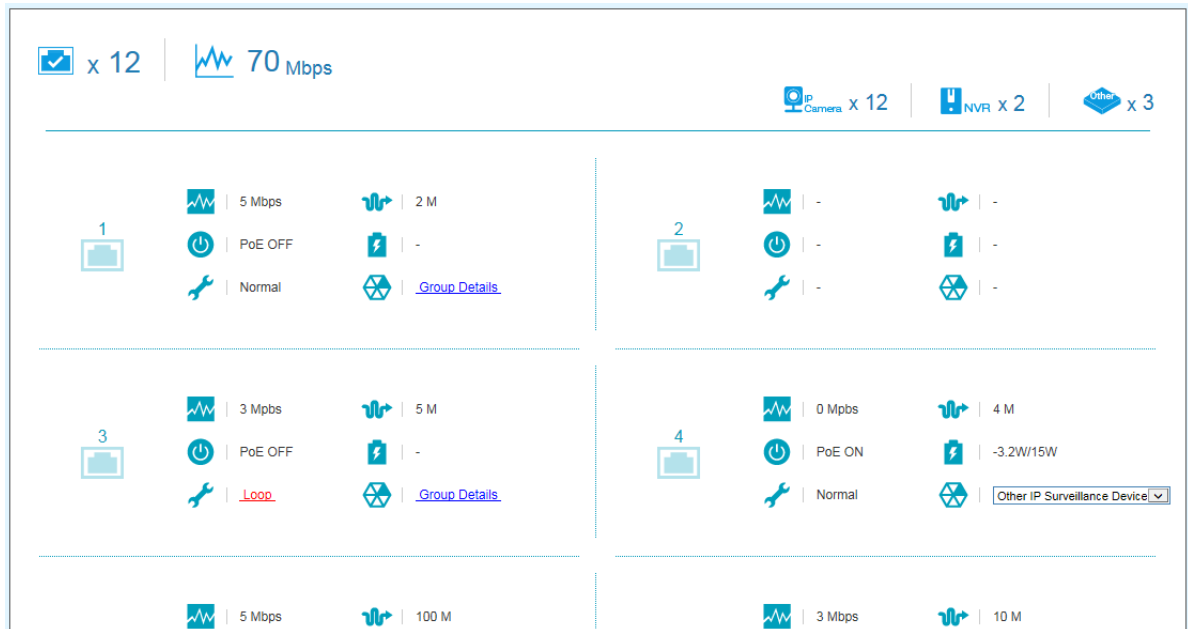 x 12
70 Mbps
IP Camera x 12
NVR x 2
Other x 3
1
5 Mbps
2 M
PoE OFF
-
Normal
Group Details
2
-
-
-
-
-
-
3
3 Mpbs
5 M
PoE OFF
-
Loop
Group Details
4
0 Mpbs
4 M
PoE ON
-3.2W/15W
Normal
Other IP Surveillance Device
5 Mbps
100 M
3 Mbps
10 M